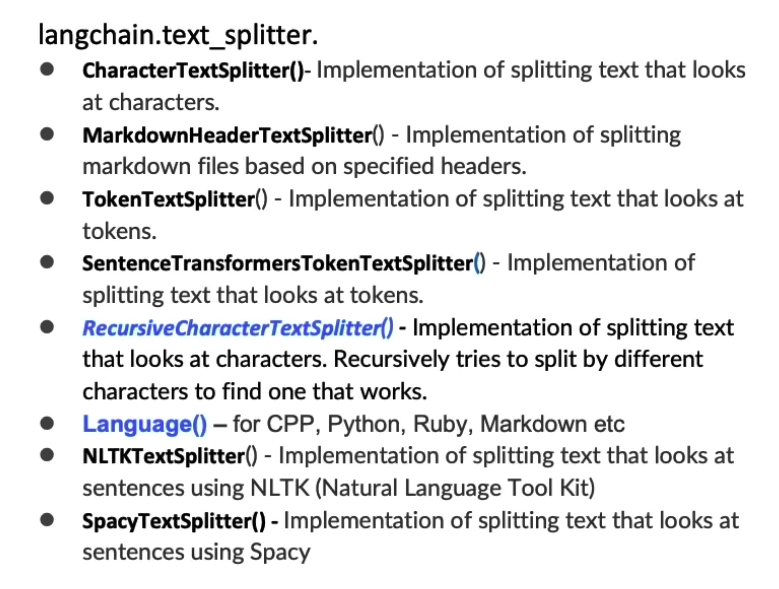 langchain.text_splitter.
● CharacterTextSplitter()- Implementation of splitting text that looks
at characters.
● MarkdownHeaderTextSplitter() - Implementation of splitting
markdown files based on specified headers.
● TokenTextSplitter() - Implementation of splitting text that looks at
tokens.
● SentenceTransformersTokenTextSplitter() - Implementation of
splitting text that looks at tokens.
● RecursiveCharacterTextSplitter() - Implementation of splitting text
that looks at characters. Recursively tries to split by different
characters to find one that works.
● Language() – for CPP, Python, Ruby, Markdown etc
● NLTKTextSplitter() - Implementation of splitting text that looks at
sentences using NLTK (Natural Language Tool Kit)
● SpacyTextSplitter() - Implementation of splitting text that looks at
sentences using Spacy